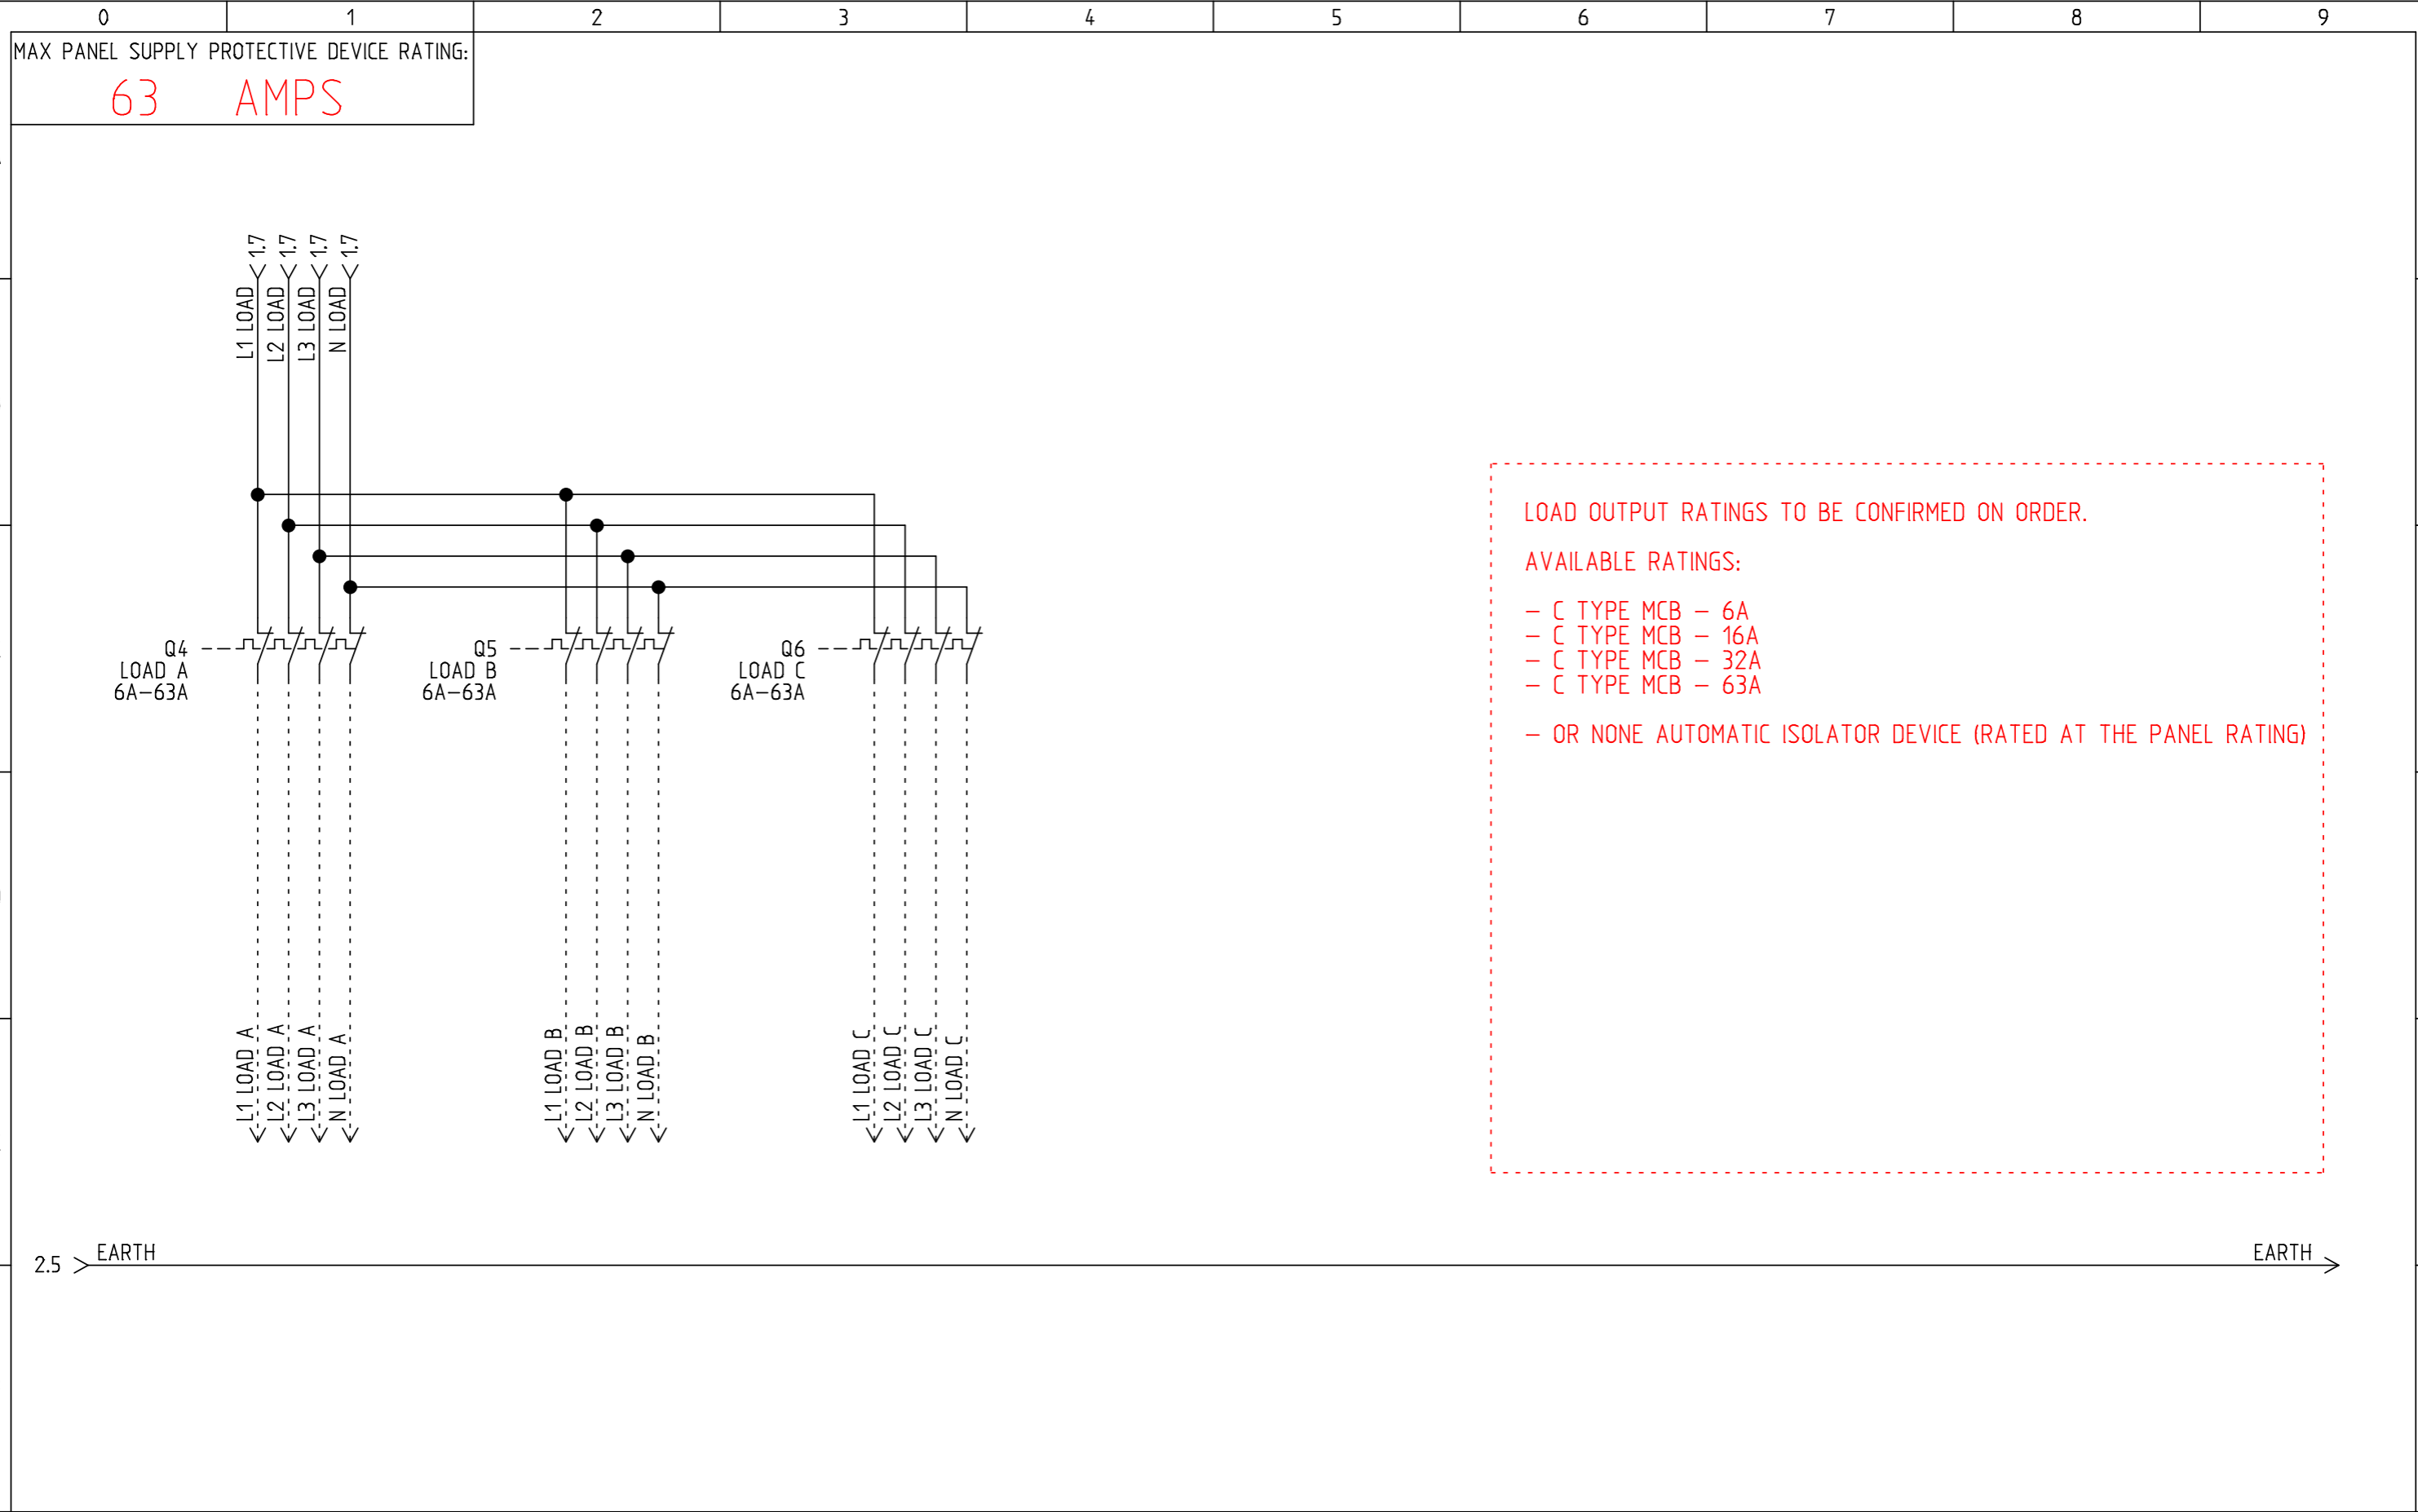 0 1 2 3 4 5 6 7 8 9
MAX PANEL SUPPLY PROTECTIVE DEVICE RATING:
63 AMPS
1.7 1.7 1.7 1.7
L1 LOAD
L2 LOAD
L3 LOAD
N LOAD
LOAD OUTPUT RATINGS TO BE CONFIRMED ON ORDER.
AVAILABLE RATINGS:
- C TYPE MCB - 6A
- C TYPE MCB - 16A
- C TYPE MCB - 32A
- C TYPE MCB - 63A
- OR NONE AUTOMATIC ISOLATOR DEVICE (RATED AT THE PANEL RATING)
Q4
LOAD A
6A-63A
Q5
LOAD B
6A-63A
Q6
LOAD C
6A-63A
L1 LOAD A
L2 LOAD A
L3 LOAD A
N LOAD A
L1 LOAD B
L2 LOAD B
L3 LOAD B
N LOAD B
L1 LOAD C
L2 LOAD C
L3 LOAD C
N LOAD C
2.5 EARTH EARTH